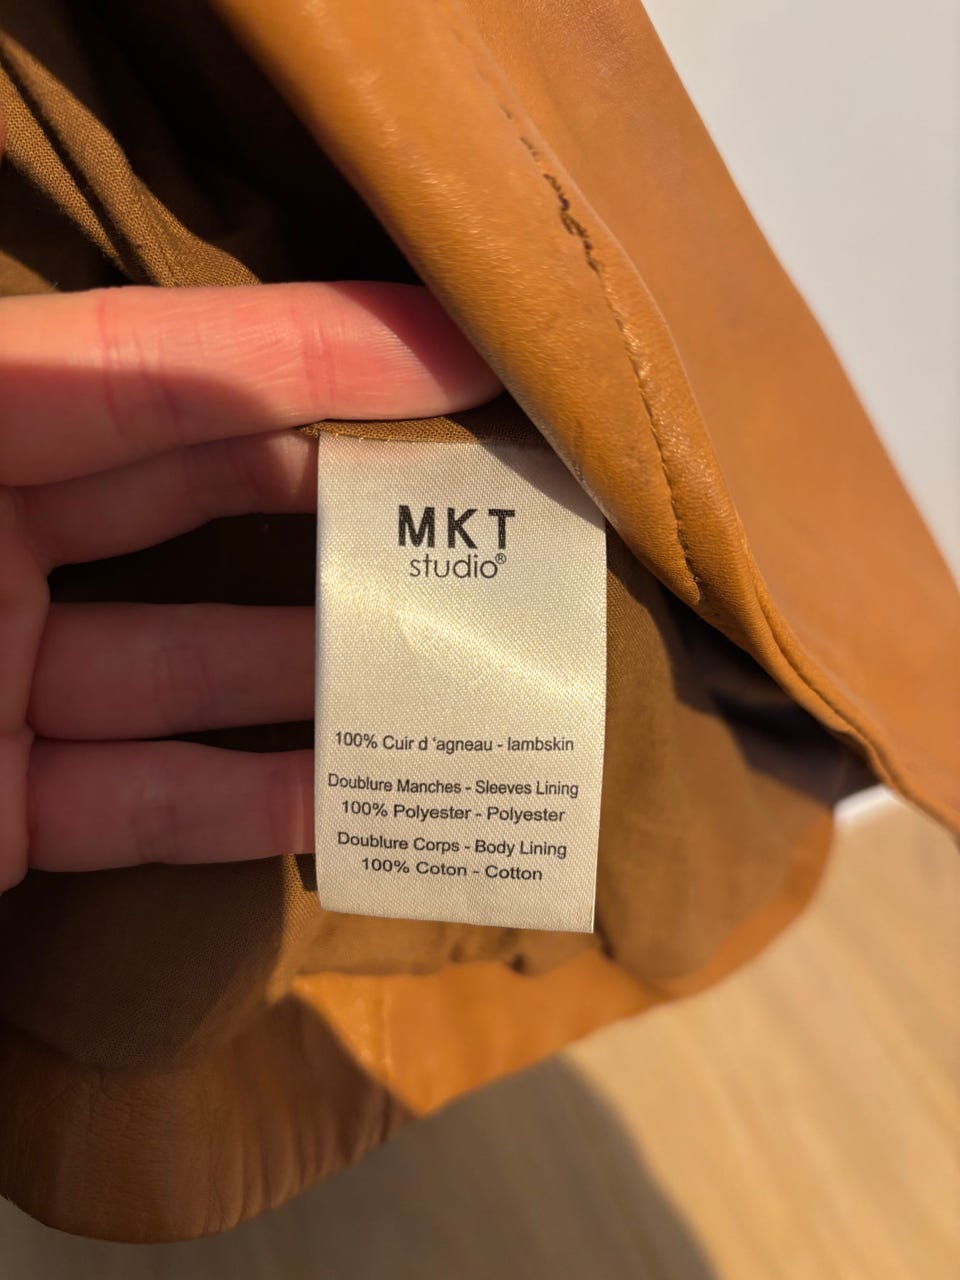 MKT
studio®
100% Cuir d 'agneau - lambskin
Doublure Manches - Sleeves Lining
100% Polyester - Polyester
Doublure Corps - Body Lining
100% Coton - Cotton